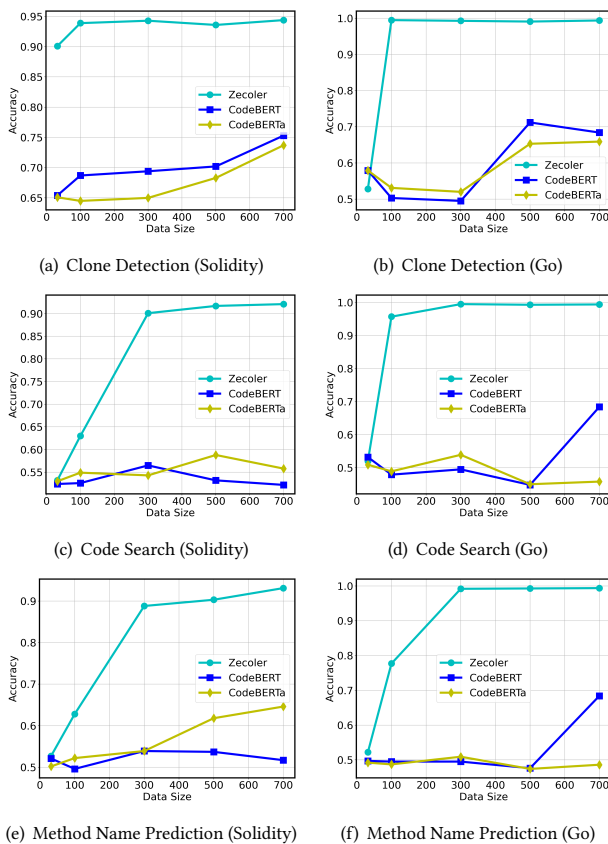 0.95
0.90
0.85
0.80
0.75
0.70
0.65
Accuracy
0 100 200 300 400 500 600 700
Data Size
Zecoler
CodeBERT
CodeBERTa
(a) Clone Detection (Solidity)
1.0
0.9
0.8
0.7
0.6
0.5
Accuracy
0 100 200 300 400 500 600 700
Data Size
Zecoler
CodeBERT
CodeBERTa
(b) Clone Detection (Go)
0.90
0.85
0.80
0.75
0.70
0.65
0.60
0.55
Accuracy
0 100 200 300 400 500 600 700
Data Size
Zecoler
CodeBERT
CodeBERTa
(c) Code Search (Solidity)
1.0
0.9
0.8
0.7
0.6
0.5
Accuracy
0 100 200 300 400 500 600 700
Data Size
Zecoler
CodeBERT
CodeBERTa
(d) Code Search (Go)
0.9
0.8
0.7
0.6
0.5
Accuracy
0 100 200 300 400 500 600 700
Data Size
Zecoler
CodeBERT
CodeBERTa
(e) Method Name Prediction (Solidity)
1.0
0.9
0.8
0.7
0.6
0.5
Accuracy
0 100 200 300 400 500 600 700
Data Size
Zecoler
CodeBERT
CodeBERTa
(f) Method Name Prediction (Go)